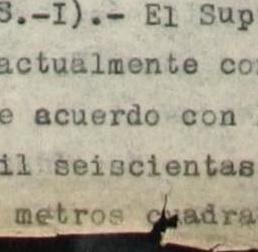 S.-I).- El Sup
actualmente co
e acuerdo con
il seiscientas
metros cuadra